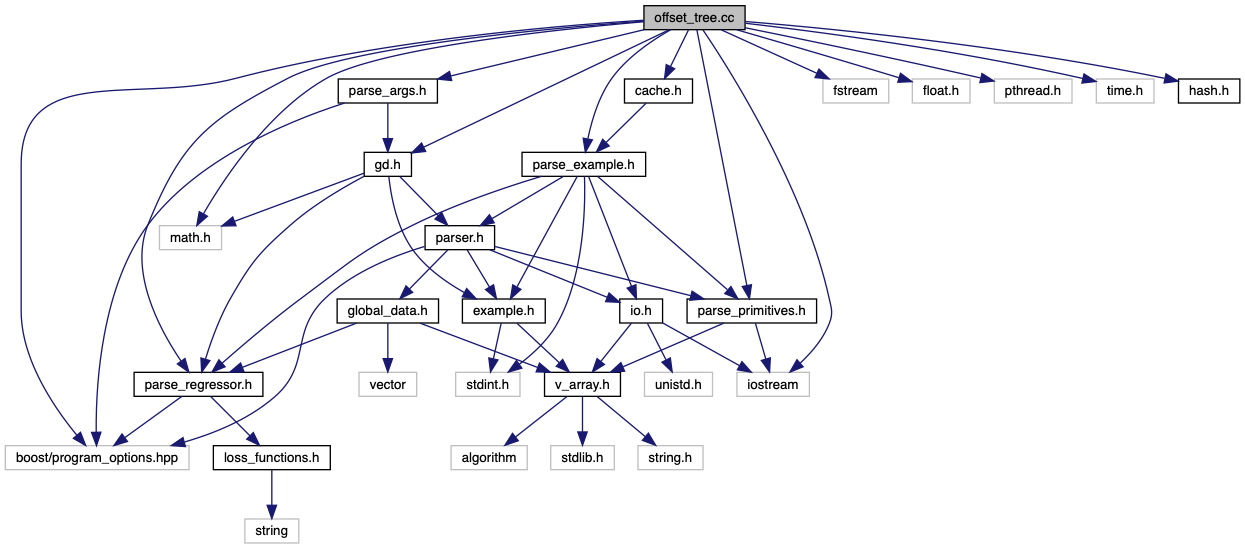 offset_tree.cc
parse_args.h
cache.h
fstream
float.h
pthread.h
time.h
hash.h
gd.h
parse_example.h
math.h
parser.h
global_data.h
example.h
io.h
parse_primitives.h
parse_regressor.h
vector
stdint.h
v_array.h
unistd.h
iostream
boost/program_options.hpp
loss_functions.h
algorithm
stdlib.h
string.h
string